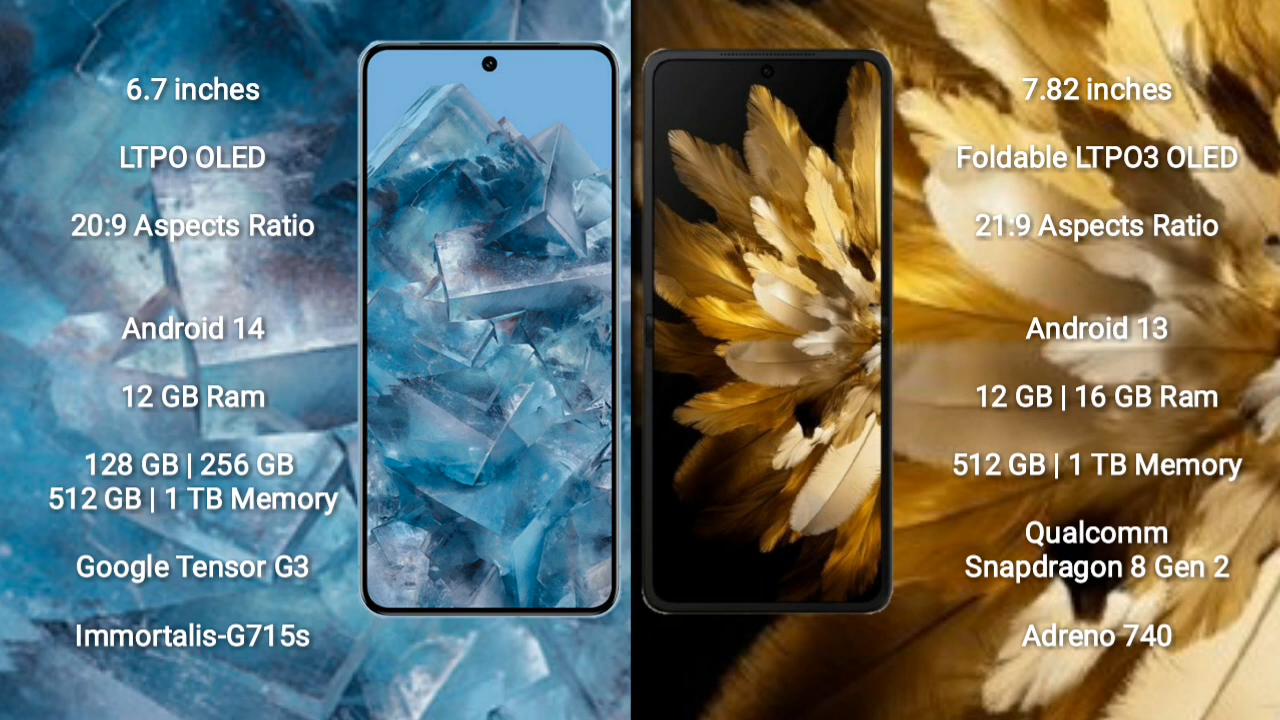 6.7 inches
LTPO OLED
20:9 Aspects Ratio
Android 14
12 GB Ram
128 GB | 256 GB
512 GB | 1 TB Memory
Google Tensor G3
Immortalis-G715s
7.82 inches
Foldable LTPO3 OLED
21:9 Aspects Ratio
Android 13
12 GB | 16 GB Ram
512 GB | 1 TB Memory
Qualcomm
Snapdragon 8 Gen 2
Adreno 740